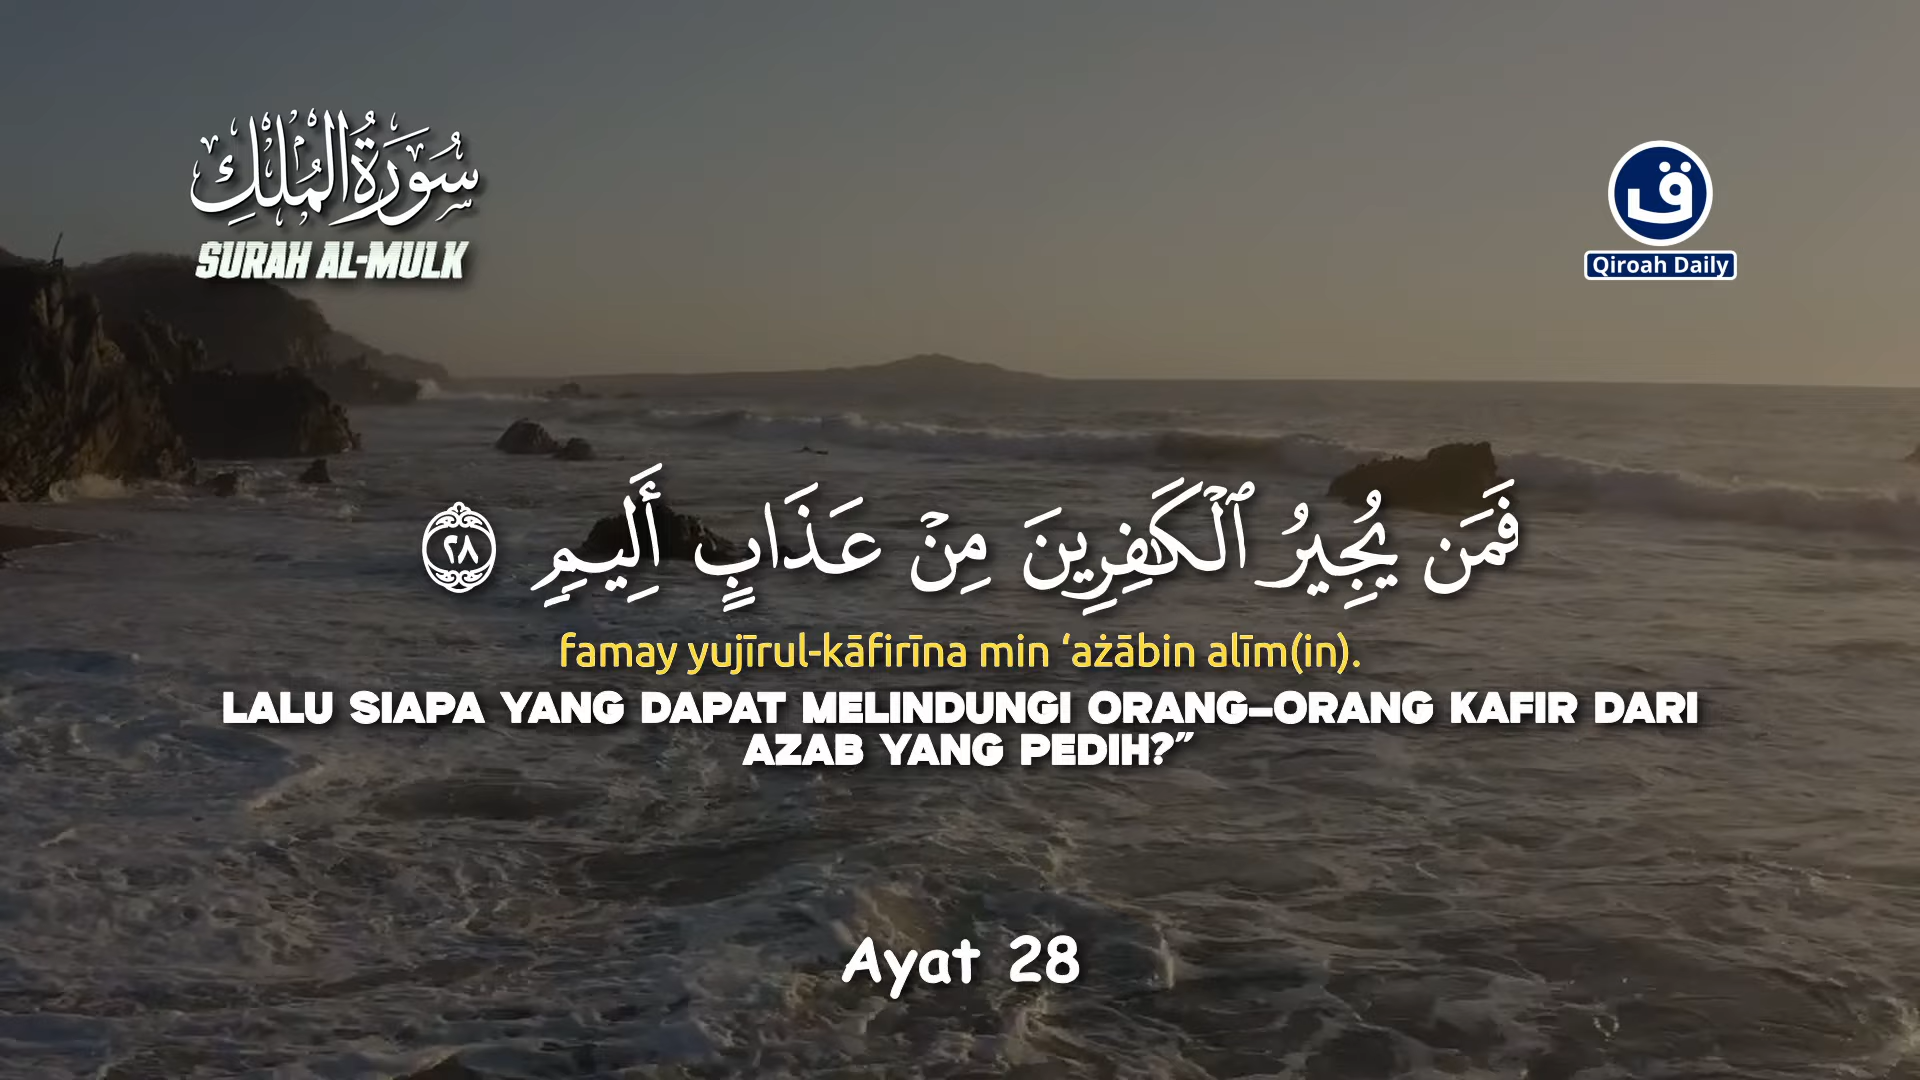 سُورَةُ الْمُلْكِ
SURAH AL-MULK
ق
Qiroah Daily
فَمَن يُجِيرُ ٱلْكَٰفِرِينَ مِنْ عَذَابٍ أَلِيمٍ ٢٨
famay yujīrul-kāfirīna min ‘ażābin alīm(in).
LALU SIAPA YANG DAPAT MELINDUNGI ORANG-ORANG KAFIR DARI
AZAB YANG PEDIH?”
Ayat 28